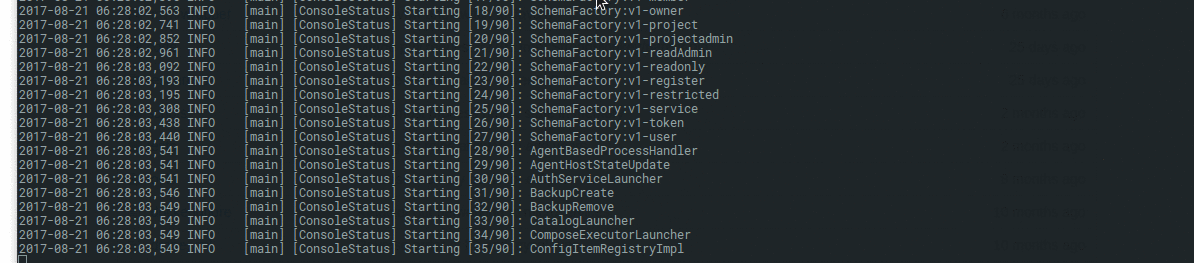 2017-08-21 06:28:02,563 INFO [main] [ConsoleStatus] Starting [18/90]: SchemaFactory:v1-owner
2017-08-21 06:28:02,741 INFO [main] [ConsoleStatus] Starting [19/90]: SchemaFactory:v1-project
2017-08-21 06:28:02,852 INFO [main] [ConsoleStatus] Starting [20/90]: SchemaFactory:v1-projectadmin
2017-08-21 06:28:02,961 INFO [main] [ConsoleStatus] Starting [21/90]: SchemaFactory:v1-readAdmin
2017-08-21 06:28:03,092 INFO [main] [ConsoleStatus] Starting [22/90]: SchemaFactory:v1-readonly
2017-08-21 06:28:03,193 INFO [main] [ConsoleStatus] Starting [23/90]: SchemaFactory:v1-register
2017-08-21 06:28:03,195 INFO [main] [ConsoleStatus] Starting [24/90]: SchemaFactory:v1-restricted
2017-08-21 06:28:03,308 INFO [main] [ConsoleStatus] Starting [25/90]: SchemaFactory:v1-service
2017-08-21 06:28:03,438 INFO [main] [ConsoleStatus] Starting [26/90]: SchemaFactory:v1-token
2017-08-21 06:28:03,440 INFO [main] [ConsoleStatus] Starting [27/90]: SchemaFactory:v1-user
2017-08-21 06:28:03,541 INFO [main] [ConsoleStatus] Starting [28/90]: AgentBasedProcessHandler
2017-08-21 06:28:03,541 INFO [main] [ConsoleStatus] Starting [29/90]: AgentHostStateUpdate
2017-08-21 06:28:03,541 INFO [main] [ConsoleStatus] Starting [30/90]: AuthServiceLauncher
2017-08-21 06:28:03,546 INFO [main] [ConsoleStatus] Starting [31/90]: BackupCreate
2017-08-21 06:28:03,549 INFO [main] [ConsoleStatus] Starting [32/90]: BackupRemove
2017-08-21 06:28:03,549 INFO [main] [ConsoleStatus] Starting [33/90]: CatalogLauncher
2017-08-21 06:28:03,549 INFO [main] [ConsoleStatus] Starting [34/90]: ComposeExecutorLauncher
2017-08-21 06:28:03,549 INFO [main] [ConsoleStatus] Starting [35/90]: ConfigItemRegistryImpl